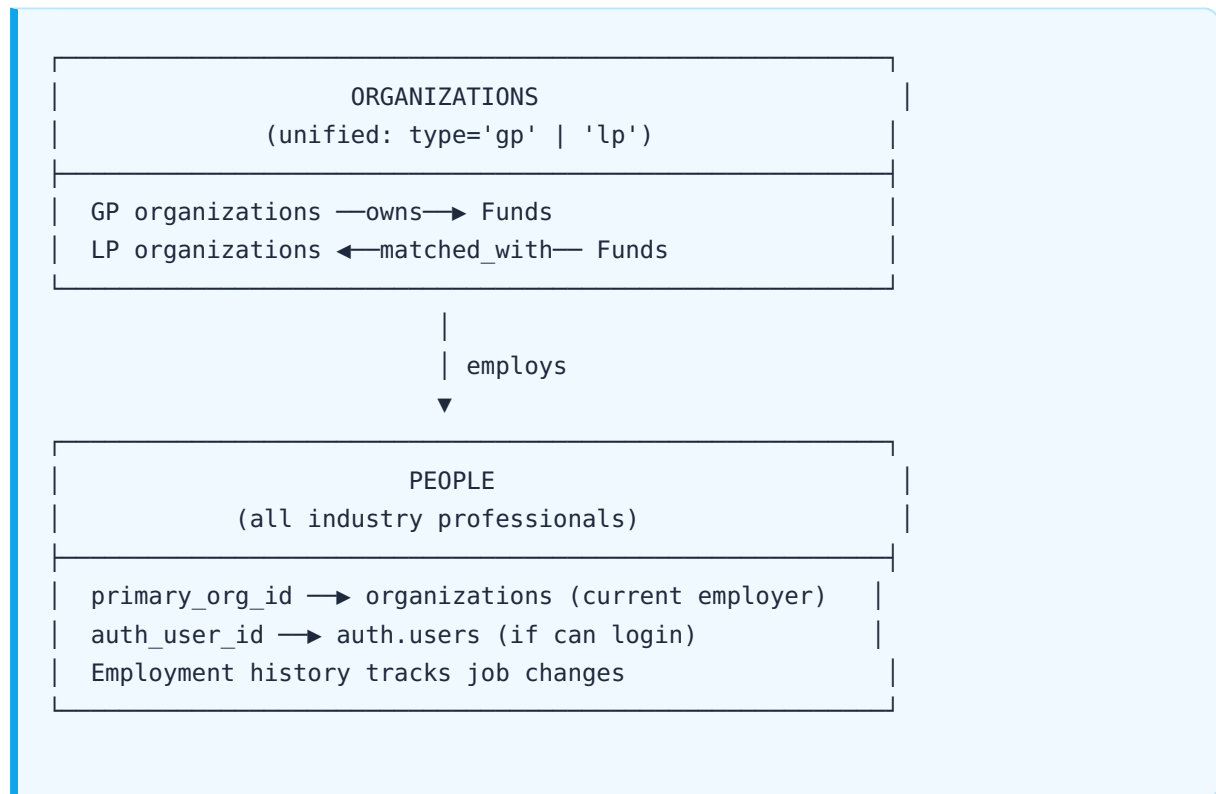 ORGANIZATIONS
(unified: type='gp' | 'lp')
GP organizations ──owns──▶ Funds
LP organizations ◀──matched_with── Funds
employs
▼
PEOPLE
(all industry professionals)
primary_org_id ──▶ organizations (current employer)
auth_user_id ──▶ auth.users (if can login)
Employment history tracks job changes